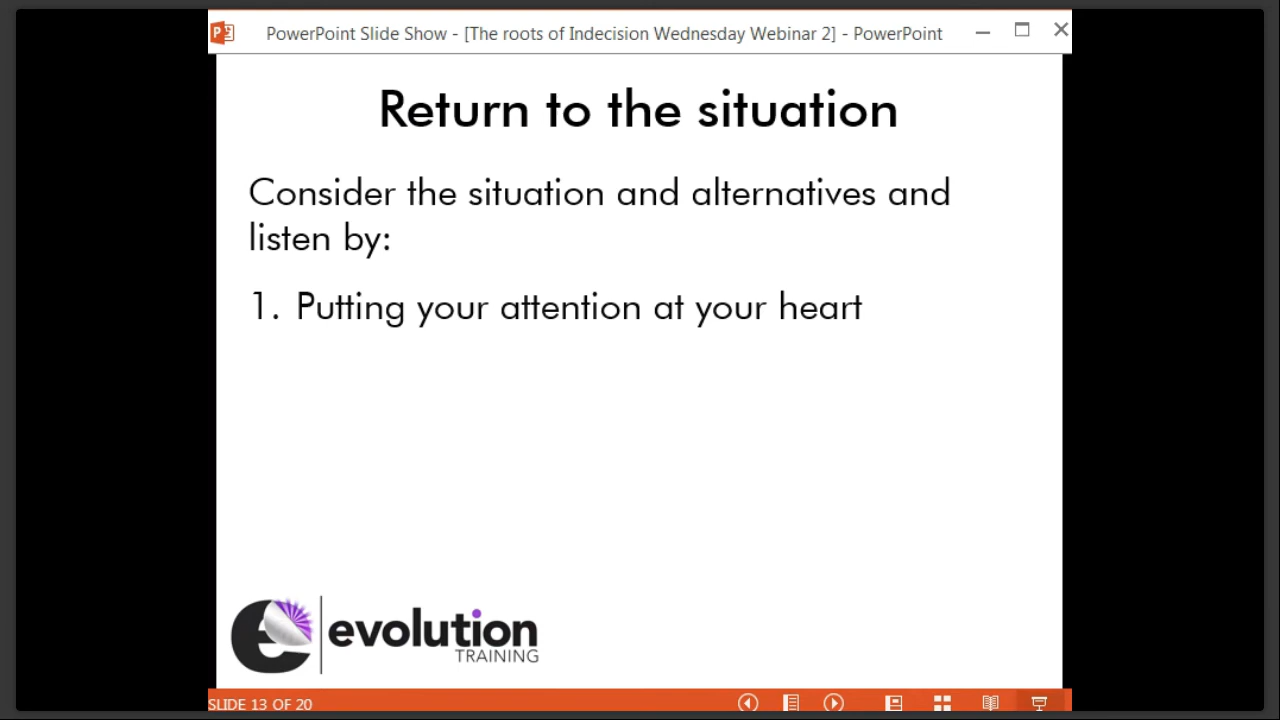 PowerPoint Slide Show - [The roots of Indecision Wednesday Webinar 2] - PowerPoint
Return to the situation
Consider the situation and alternatives and
listen by:
1. Putting your attention at your heart
evolution
TRAINING
SLIDE 13 OF 20